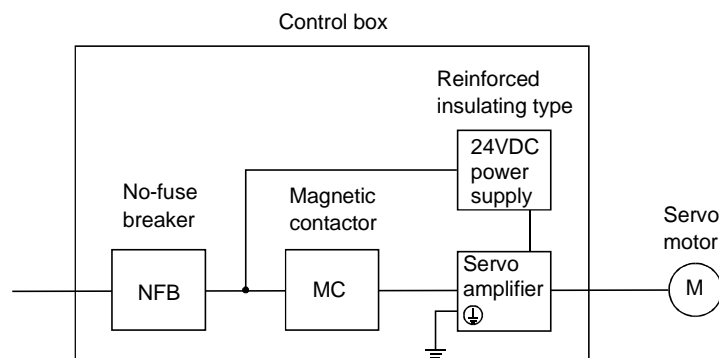 Control box
Reinforced
insulating type
24VDC
power
supply
No-fuse
breaker
Magnetic
contactor
Servo
motor
NFB
MC
Servo
amplifier
M